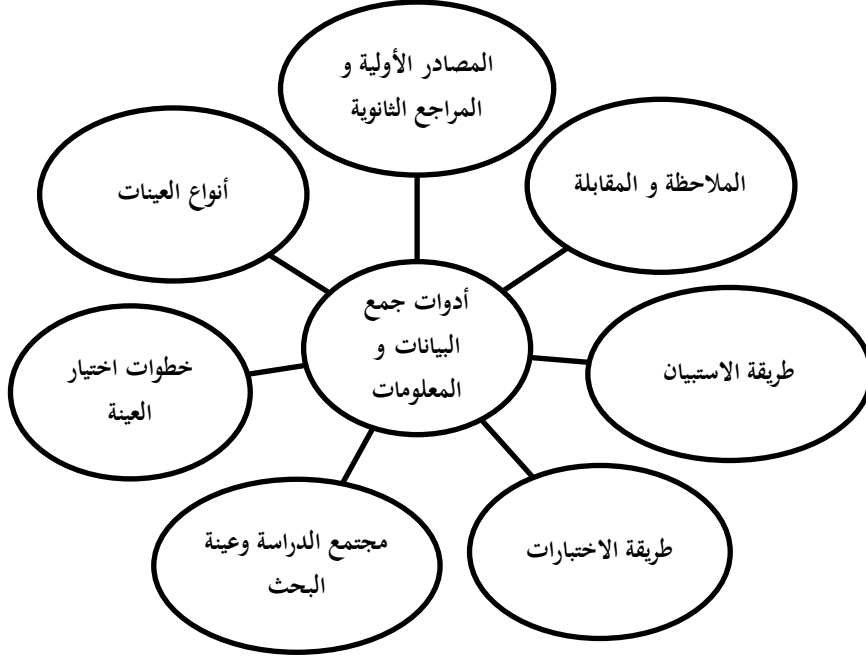 المصادر الأولية و
المراجع الثانوية
الملاحظة و المقابلة
أنواع العينات
أدوات جمع
البيانات و
المعلومات
طريقة الاستبيان
خطوات اختيار
العينة
طريقة الاختبارات
مجتمع الدراسة وعينة
البحث